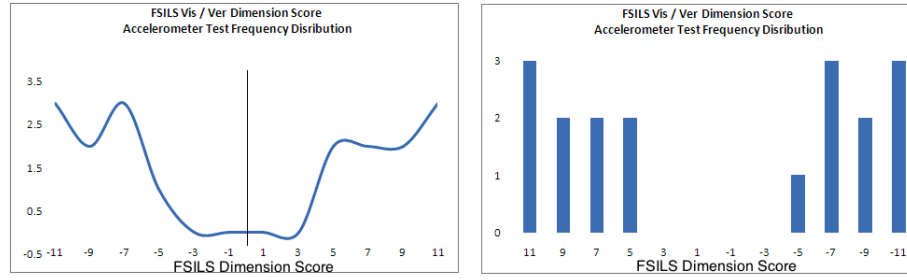 FSILS Vis / Ver Dimension Score
Accelerometer Test Frequency Disribution
3.5
2.5
1.5
0.5
-0.5
-11 -9 -7 -5 -3 -1 1 3 5 7 9 11
FSILS Dimension Score
FSILS Vis / Ver Dimension Score
Accelerometer Test Frequency Disribution
3
2
1
0
11 9 7 5 3 1 -1 -3 -5 -7 -9 -11
FSILS Dimension Score